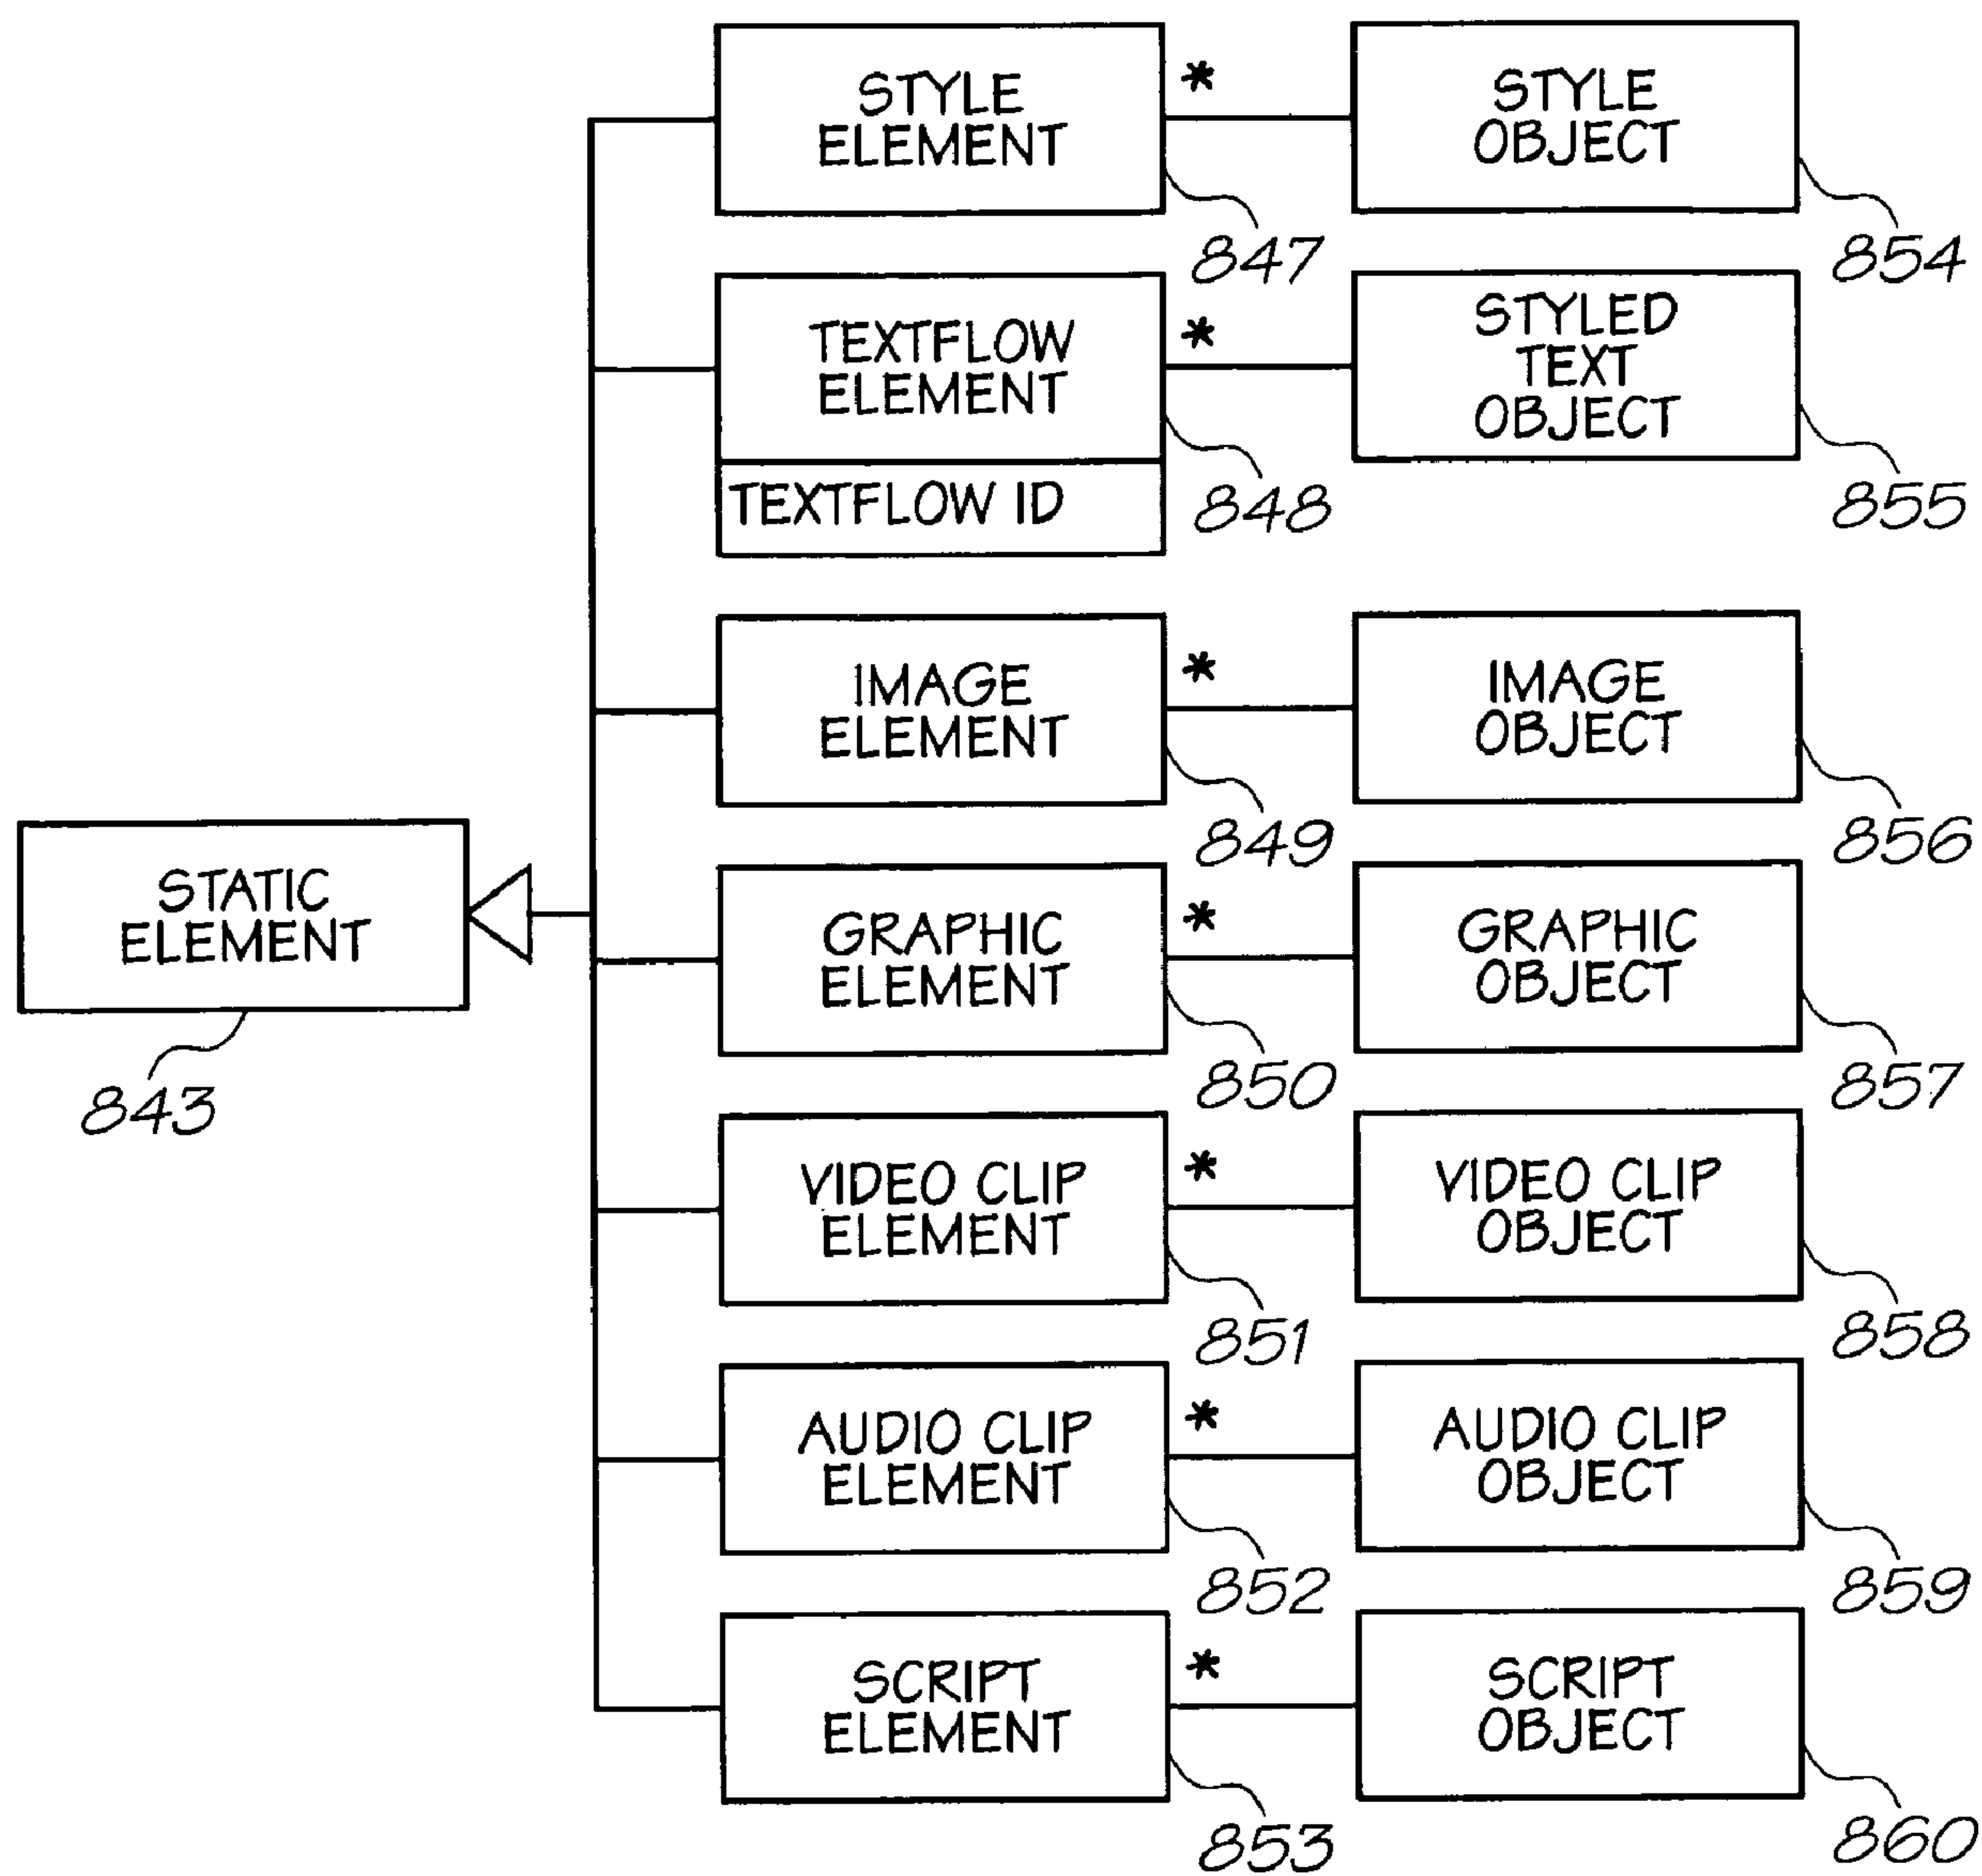 STYLE
ELEMENT
*
STYLE
OBJECT
847
854
TEXTFLOW
ELEMENT
TEXTFLOW ID
*
STYLED
TEXT
OBJECT
848
855
IMAGE
ELEMENT
*
IMAGE
OBJECT
849
856
STATIC
ELEMENT
843
GRAPHIC
ELEMENT
*
GRAPHIC
OBJECT
850
857
VIDEO CLIP
ELEMENT
*
VIDEO CLIP
OBJECT
851
858
AUDIO CLIP
ELEMENT
*
AUDIO CLIP
OBJECT
852
859
SCRIPT
ELEMENT
*
SCRIPT
OBJECT
853
860